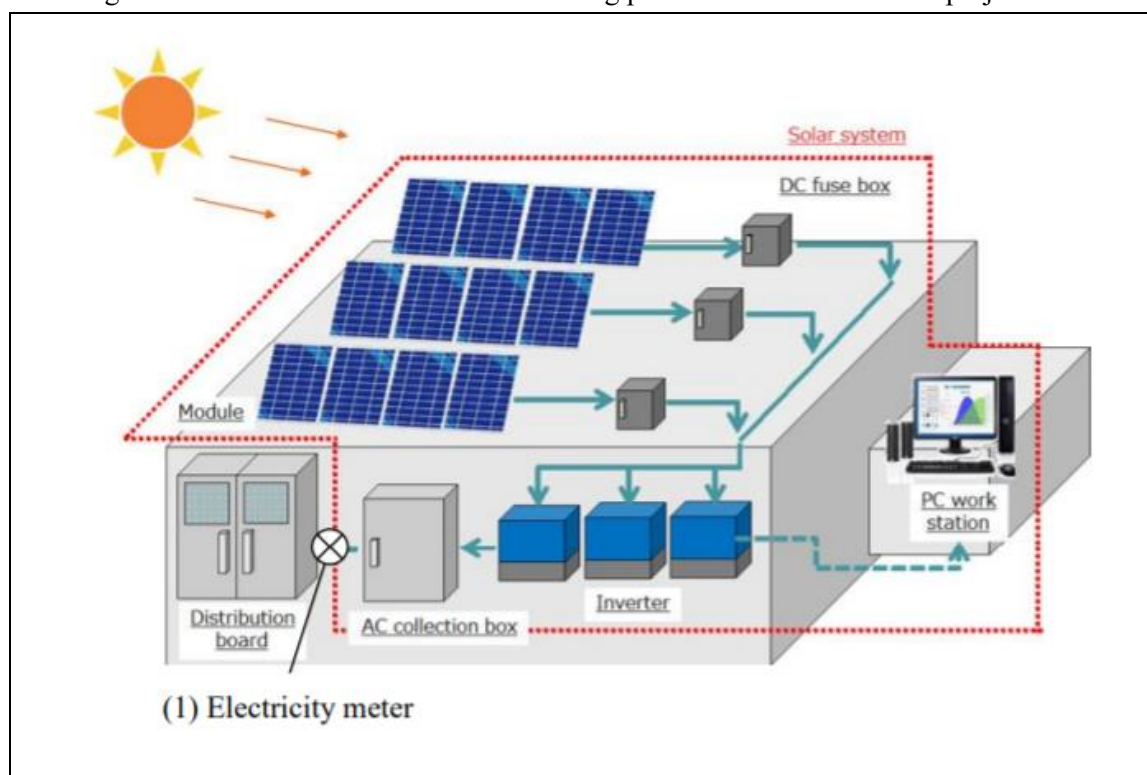 Solar system
DC fuse box
Module
PC work
station
Inverter
AC collection box
Distribution
board
(1) Electricity meter